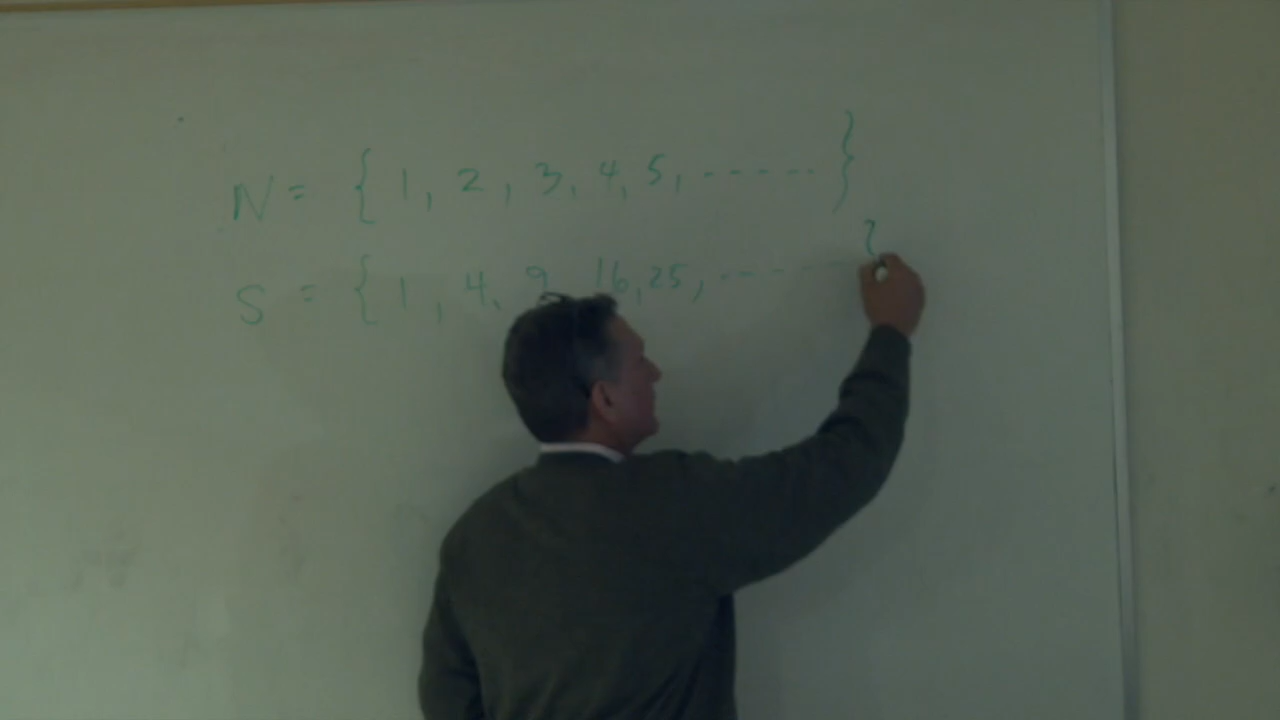 N = { 1, 2, 3, 4, 5, ------ }
S = { 1, 4, 9 16, 25, ------